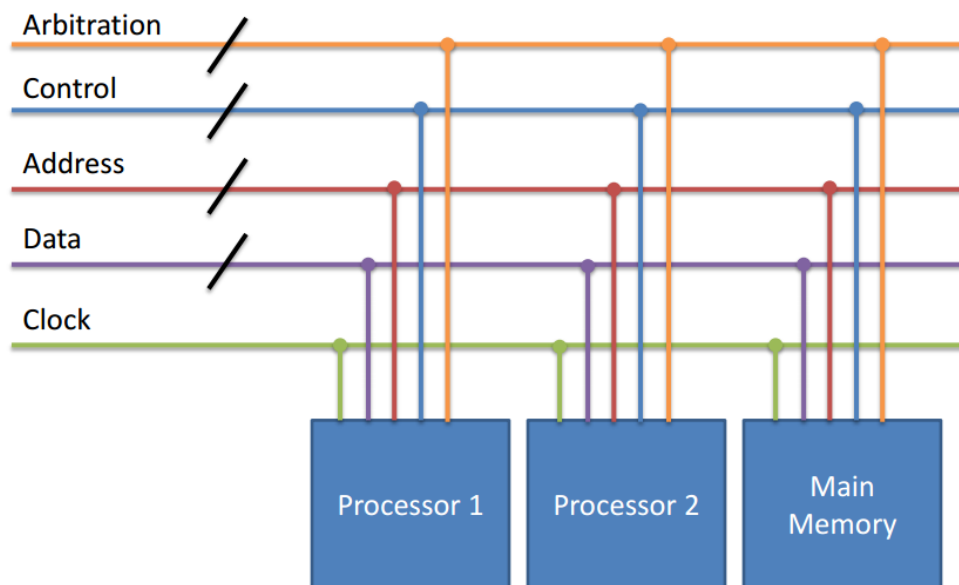 Arbitration
Control
Address
Data
Clock
Processor 1
Processor 2
Main
Memory